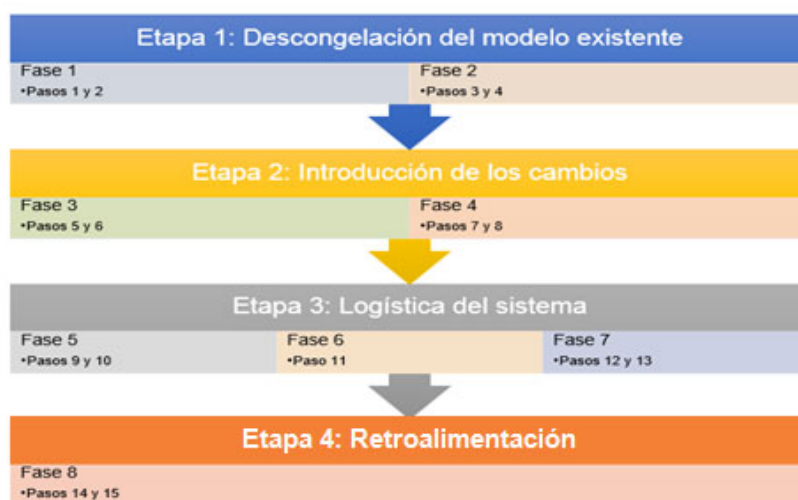 Etapa 1: Descongelación del modelo existente
Fase 1
•Pasos 1 y 2
Fase 2
•Pasos 3 y 4
Etapa 2: Introducción de los cambios
Fase 3
•Pasos 5 y 6
Fase 4
•Pasos 7 y 8
Etapa 3: Logística del sistema
Fase 5
•Pasos 9 y 10
Fase 6
•Paso 11
Fase 7
•Pasos 12 y 13
Etapa 4: Retroalimentación
Fase 8
•Pasos 14 y 15